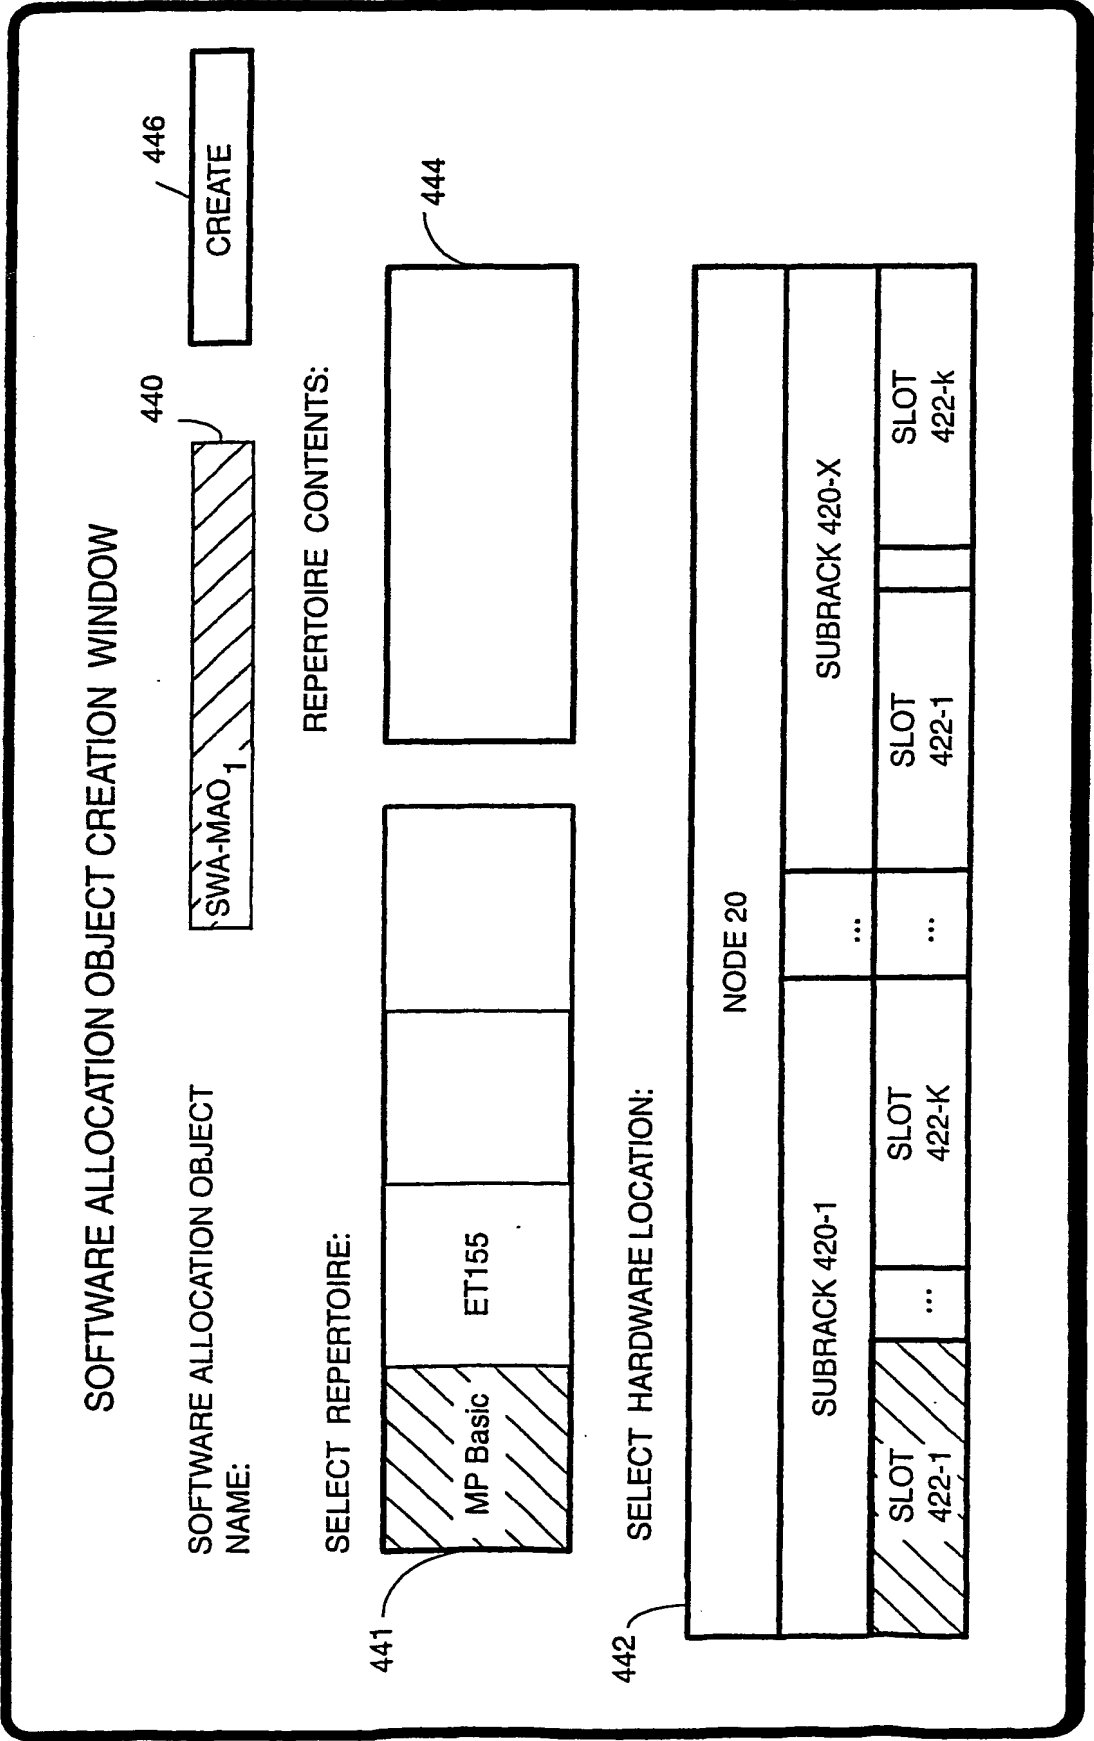 SOFTWARE ALLOCATION OBJECT CREATION WINDOW
446
440
SOFTWARE ALLOCATION OBJECT
NAME:
SWA-MAO1
CREATE
SELECT REPERTOIRE:
REPERTOIRE CONTENTS:
441
444
MP Basic
ET155
SELECT HARDWARE LOCATION:
442
NODE 20
SUBRACK 420-1
...
SUBRACK 420-X
SLOT
422-1
...
SLOT
422-K
...
SLOT
422-1
SLOT
422-k